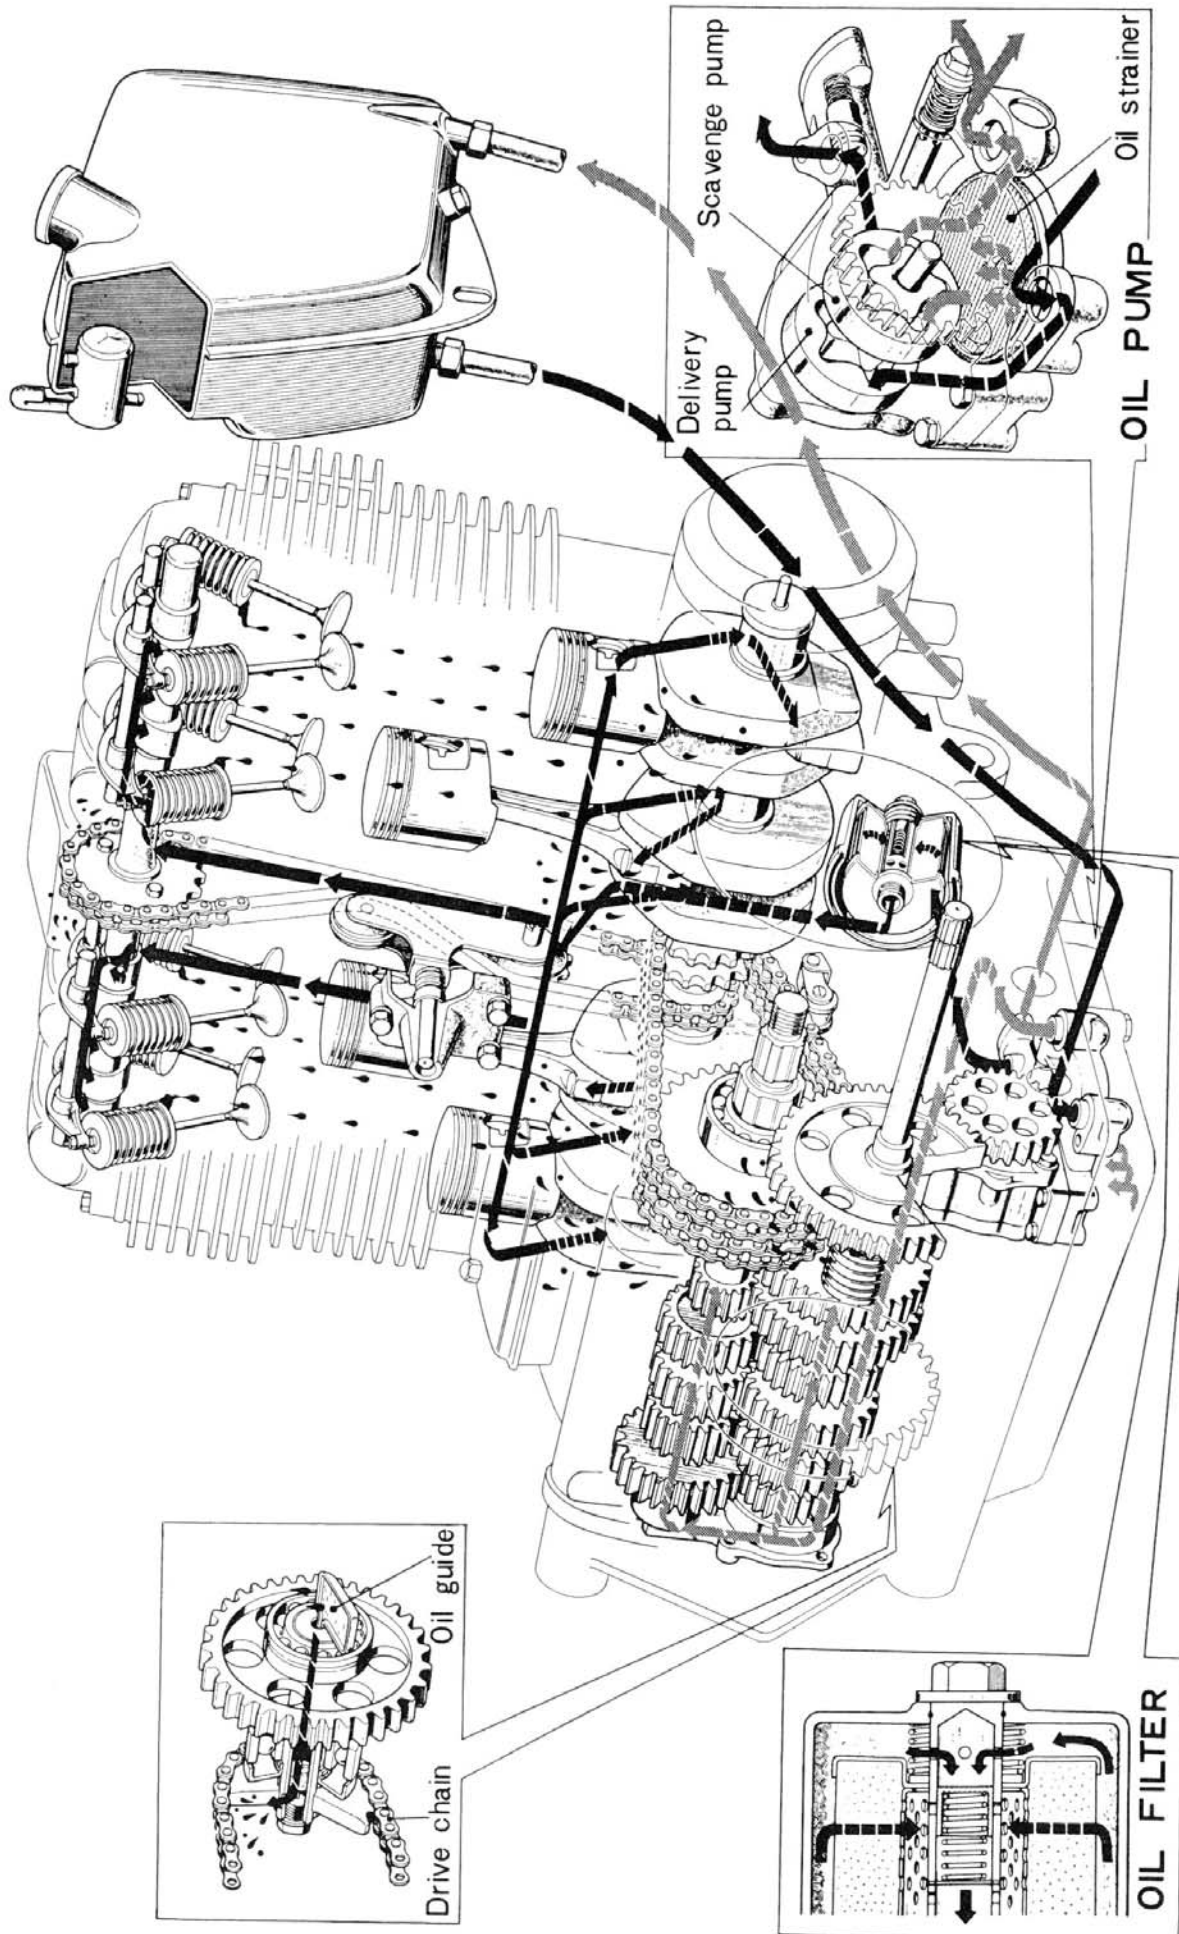 Drive chain
Oil guide
OIL FILTER
Delivery
pump
Scavenge pump
Oil strainer
OIL PUMP